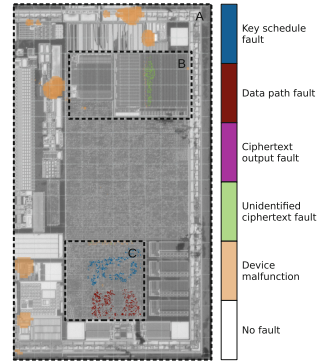 A
B
C
Key schedule
fault
Data path fault
Ciphertext
output fault
Unidentified
ciphertext fault
Device
malfunction
No fault